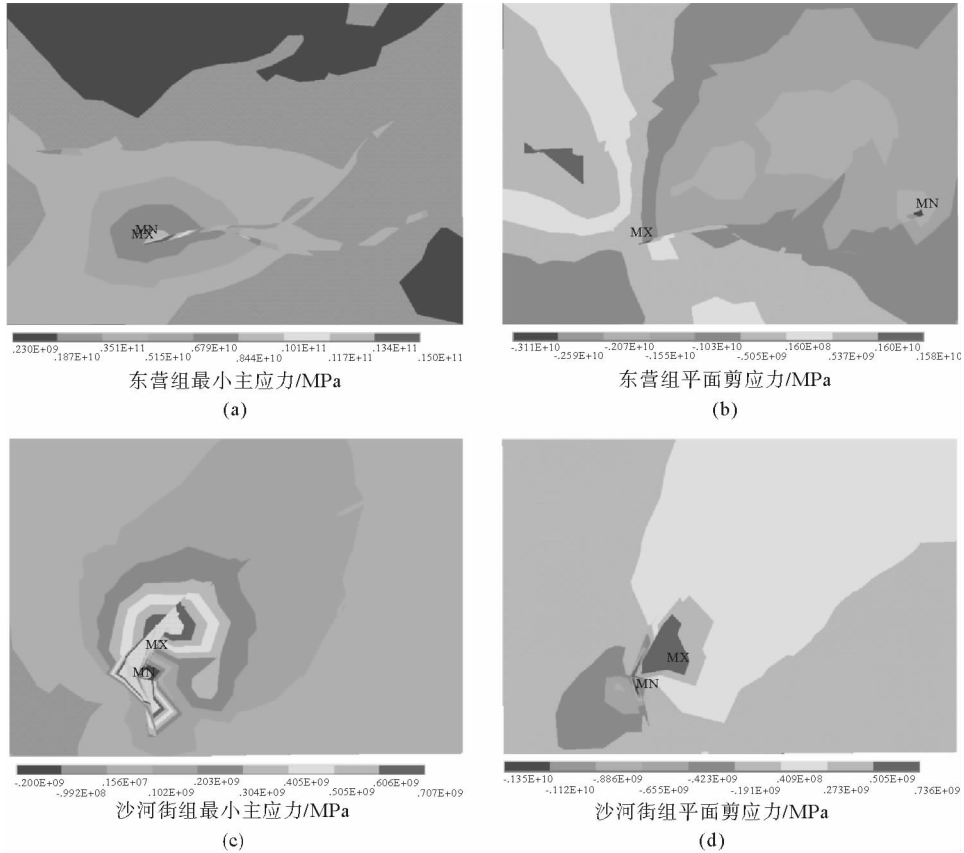 MN
MX
MX
MN
.230E+09 .351E+10 .679E+10 .101E+11 .134E+11
.187E+10 .515E+10 .844E+10 .117E+11 .150E+11
东营组最小主应力/MPa
(a)
-.311E+10 -.207E+10 -.103E+10 .160E+08 .160E+10
-.259E+10 -.155E+10 -.505E+09 .537E+09 .158E+10
东营组平面剪应力/MPa
(b)
MX
MN
MX
MN
-.200E+09 .156E+07 .203E+09 .405E+09 .606E+09
-.992E+08 .102E+09 .304E+09 .505E+09 .707E+09
沙河街组最小主应力/MPa
(c)
-.135E+10 -.886E+09 -.423E+09 .409E+08 .505E+09
-.112E+10 -.655E+09 -.191E+09 .273E+09 .736E+09
沙河街组平面剪应力/MPa
(d)